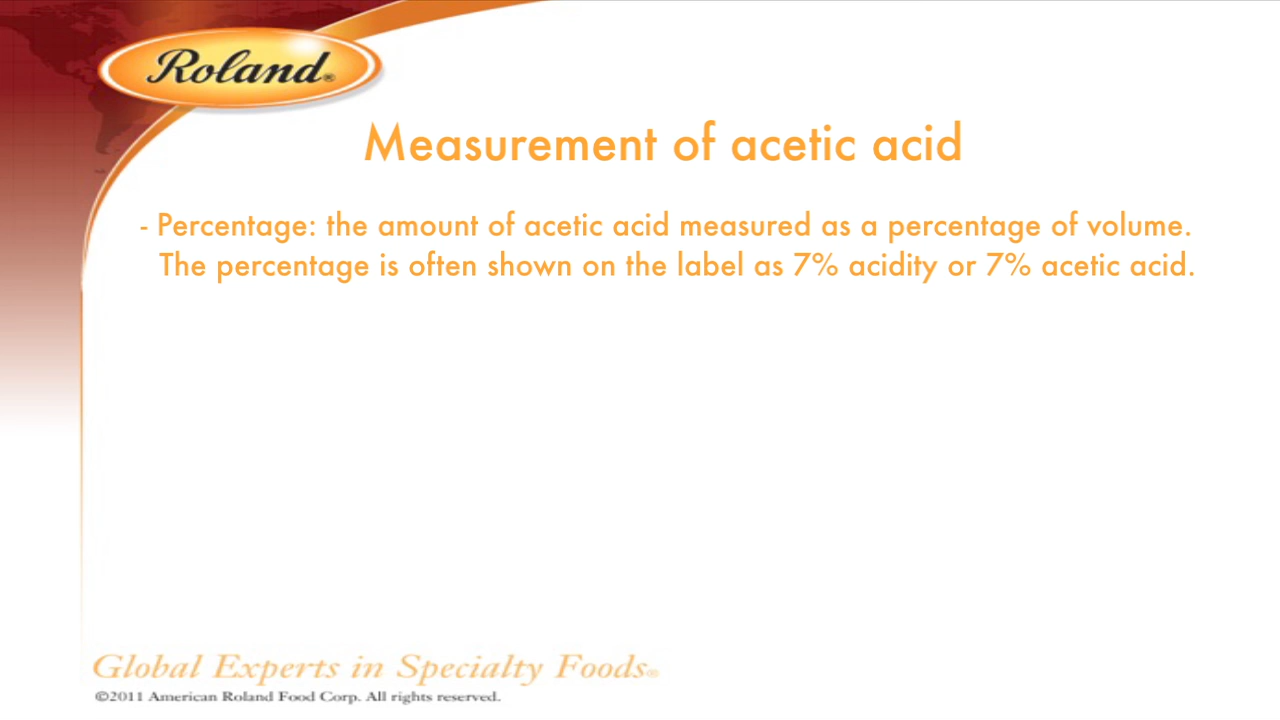 Roland®
Measurement of acetic acid
- Percentage: the amount of acetic acid measured as a percentage of volume.
The percentage is often shown on the label as 7% acidity or 7% acetic acid.
Global Experts in Specialty Foods®
©2011 American Roland Food Corp. All rights reserved.